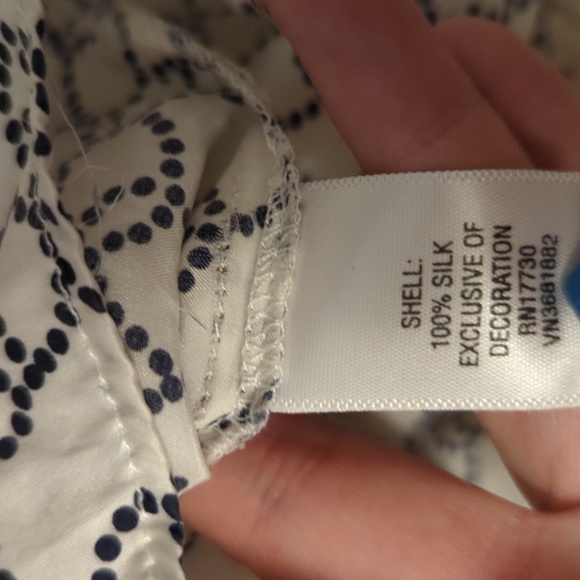 SHELL:
100% SILK
EXCLUSIVE OF
DECORATION
RN17730
VN3681882